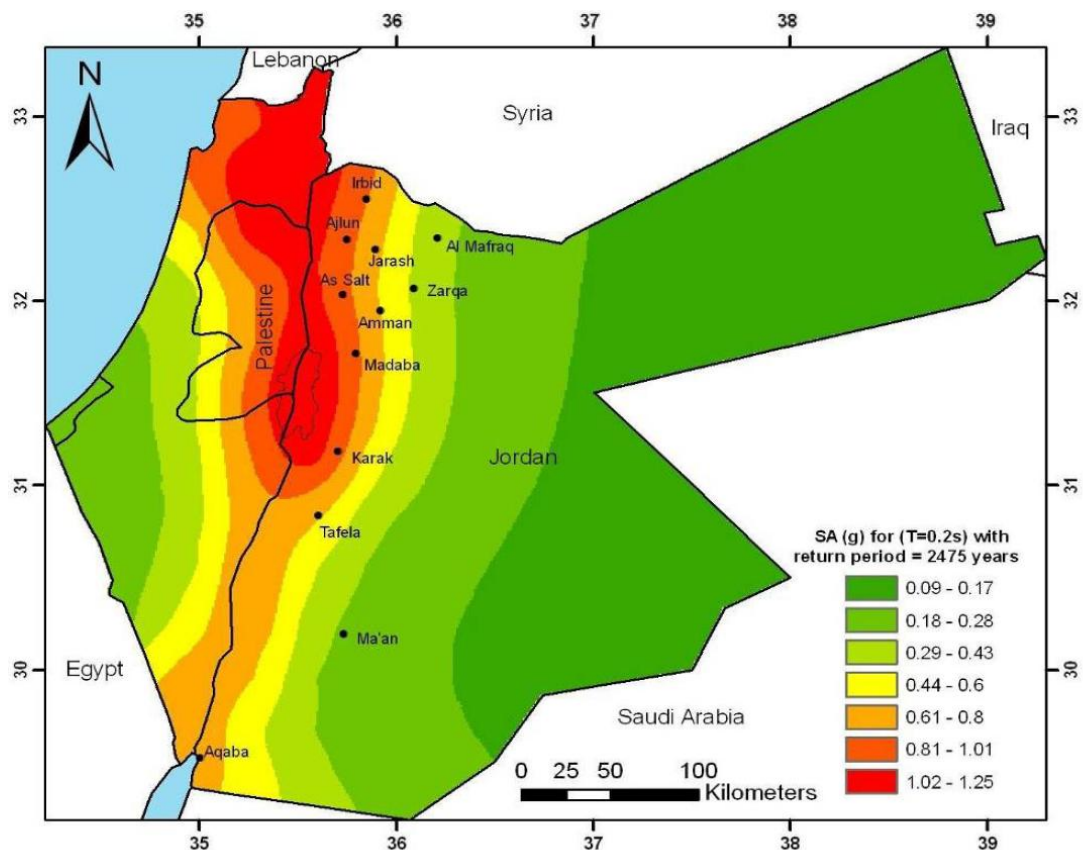 35 36 37 38 39
Lebanon
N
Syria
33 33
Iraq
Irbid
Ajlun
Al Mafraq
Jarash
As Salt
Zarqa
32 32
Amman
Palestine
Madaba
Karak
Jordan
31 31
Tafela
SA (g) for (T=0.2s) with
return period = 2475 years
0.09 - 0.17
0.18 - 0.28
Ma'an
0.29 - 0.43
30 30
Egypt
0.44 - 0.6
0.61 - 0.8
Saudi Arabia
0.81 - 1.01
Aqaba
1.02 - 1.25
0 25 50 100
Kilometers
35 36 37 38 39